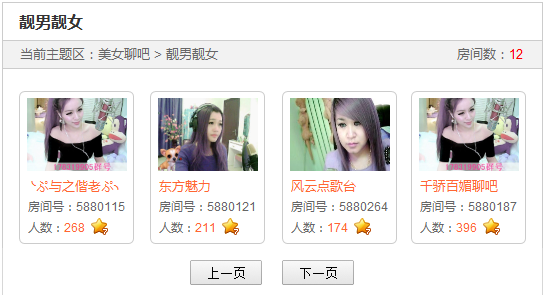 靓男靓女
当前主题区：美女聊吧 > 靓男靓女 房间数：12
丶ぷ与之偕老ぷ丶
房间号：5880115
人数：268
东方魅力
房间号：5880121
人数：211
风云点歌台
房间号：5880264
人数：174
千骄百媚聊吧
房间号：5880187
人数：396
上一页 下一页